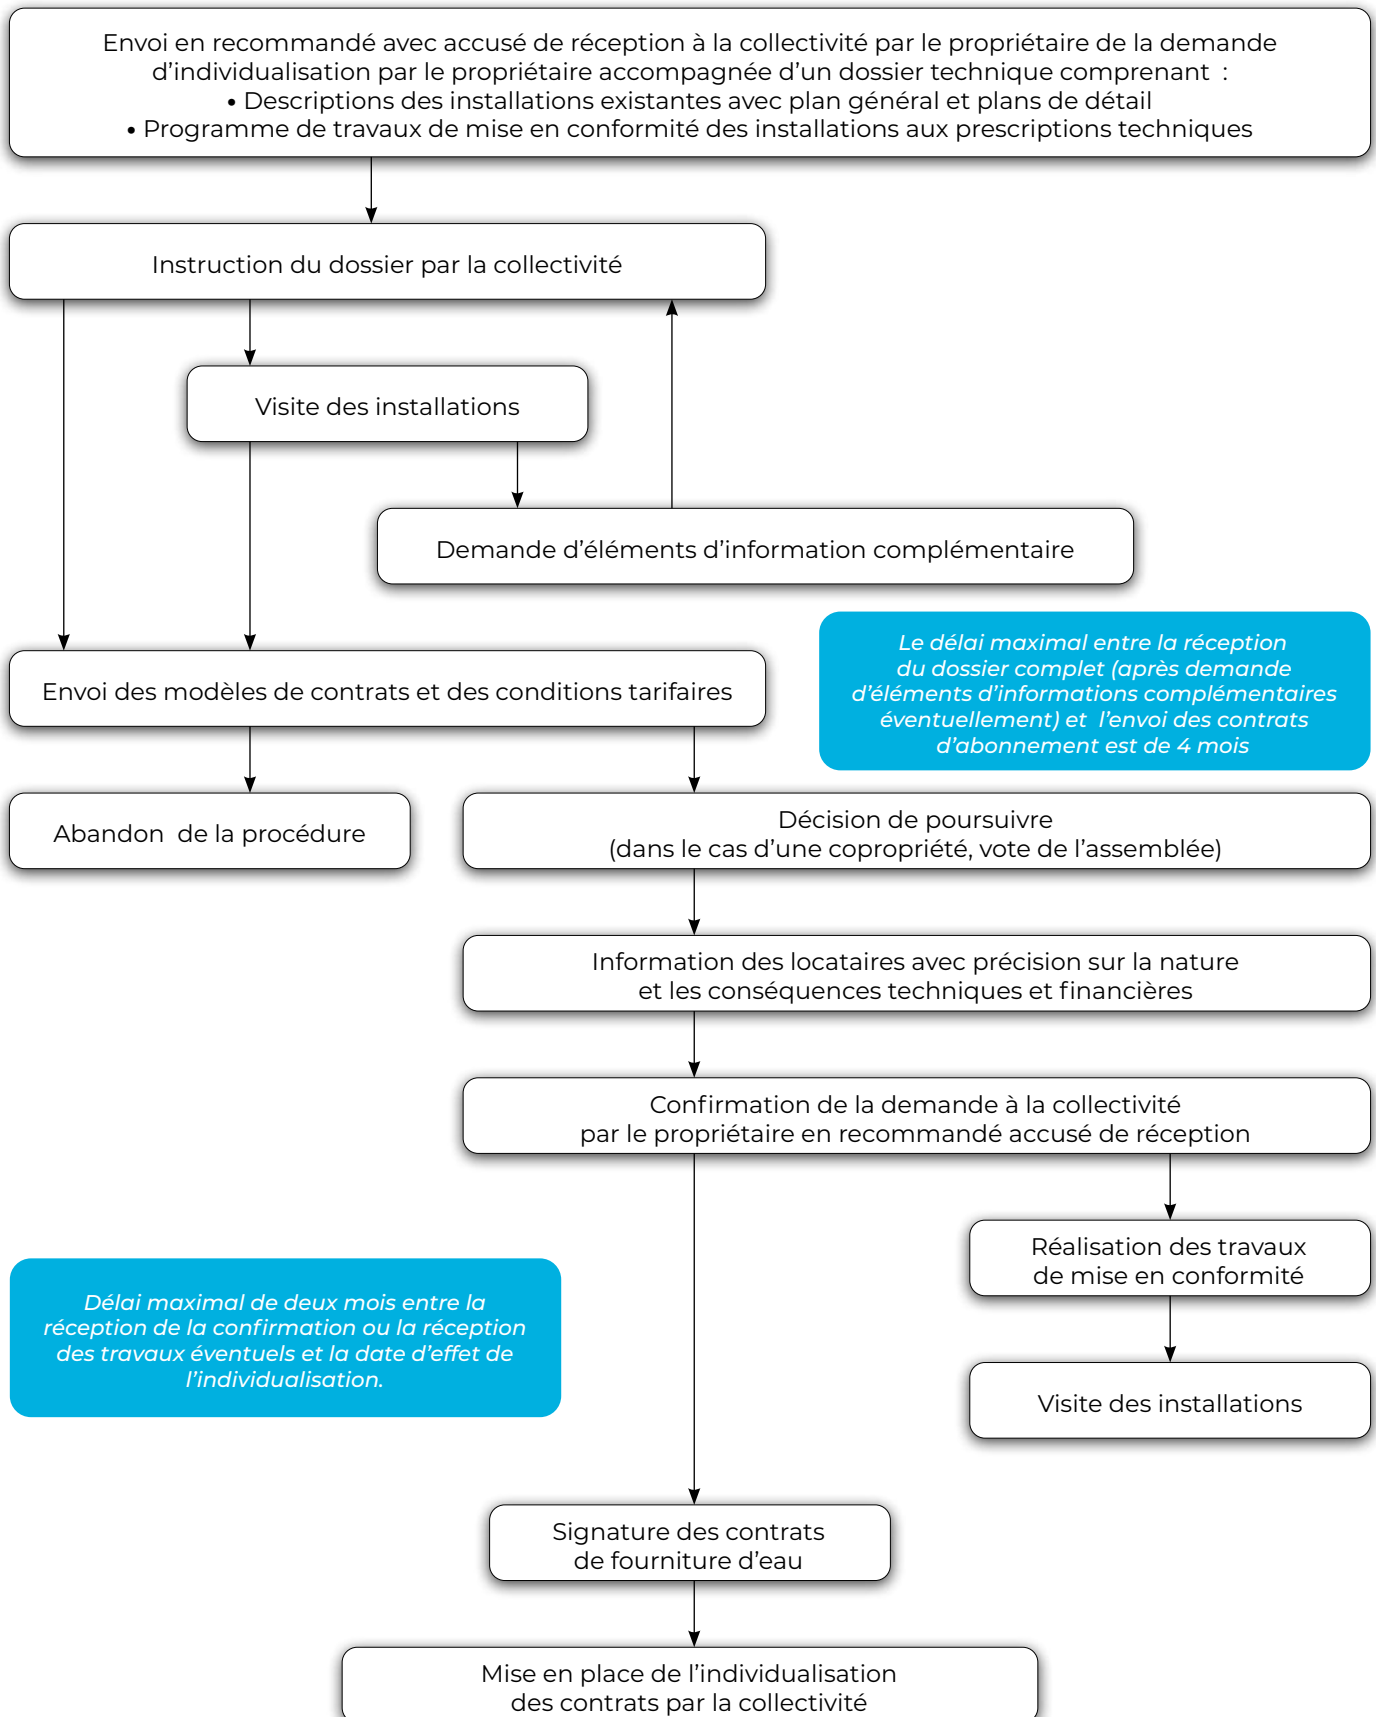 Envoi en recommandé avec accusé de réception à la collectivité par le propriétaire de la demande
d'individualisation par le propriétaire accompagnée d'un dossier technique comprenant :
• Descriptions des installations existantes avec plan général et plans de détail
• Programme de travaux de mise en conformité des installations aux prescriptions techniques
Instruction du dossier par la collectivité
Visite des installations
Demande d'éléments d'information complémentaire
Le délai maximal entre la réception
du dossier complet (après demande
d'éléments d'informations complémentaires
éventuellement) et l'envoi des contrats
d'abonnement est de 4 mois
Envoi des modèles de contrats et des conditions tarifaires
Abandon de la procédure
Décision de poursuivre
(dans le cas d'une copropriété, vote de l'assemblée)
Information des locataires avec précision sur la nature
et les conséquences techniques et financières
Confirmation de la demande à la collectivité
par le propriétaire en recommandé accusé de réception
Réalisation des travaux
de mise en conformité
Délai maximal de deux mois entre la
réception de la confirmation ou la réception
des travaux éventuels et la date d'effet de
l'individualisation.
Visite des installations
Signature des contrats
de fourniture d'eau
Mise en place de l'individualisation
des contrats par la collectivité